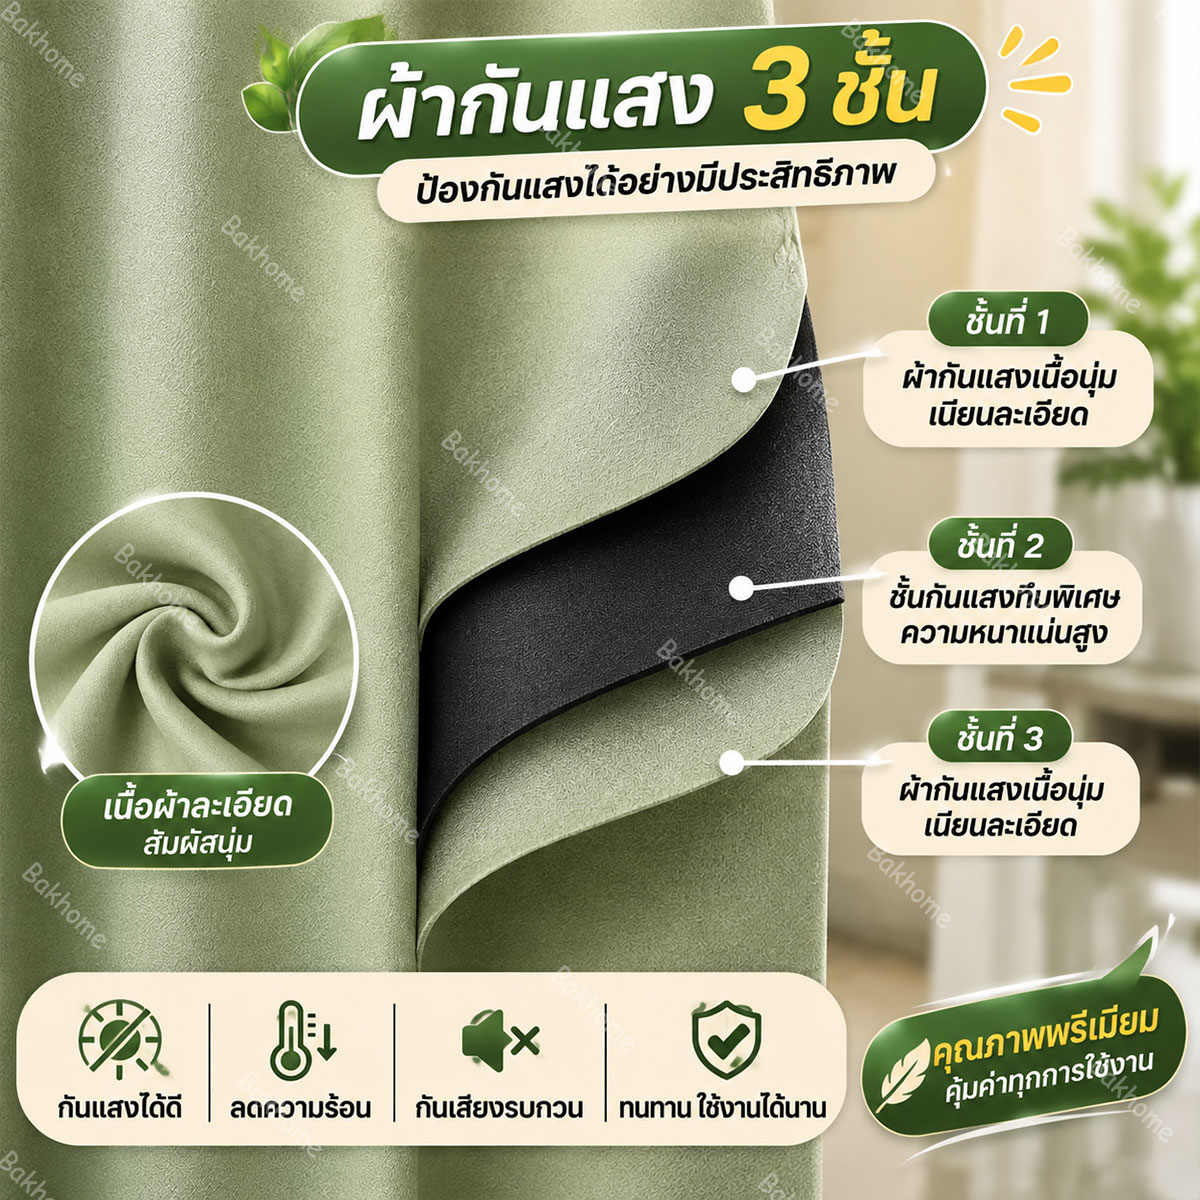 ผ้ากันแสง 3 ชั้น
ป้องกันแสงได้อย่างมีประสิทธิภาพ
ชั้นที่ 1
ผ้ากันแสงเนื้อนุ่ม
เนียนละเอียด
ชั้นที่ 2
ชั้นกันแสงทึบพิเศษ
ความหนาแน่นสูง
ชั้นที่ 3
ผ้ากันแสงเนื้อนุ่ม
เนียนละเอียด
เนื้อผ้าละเอียด
สัมผัสนุ่ม
กันแสงได้ดี
ลดความร้อน
กันเสียงรบกวน
ทนทาน ใช้งานได้นาน
คุณภาพพรีเมียม
คุ้มค่าทุกการใช้งาน
Bakhome